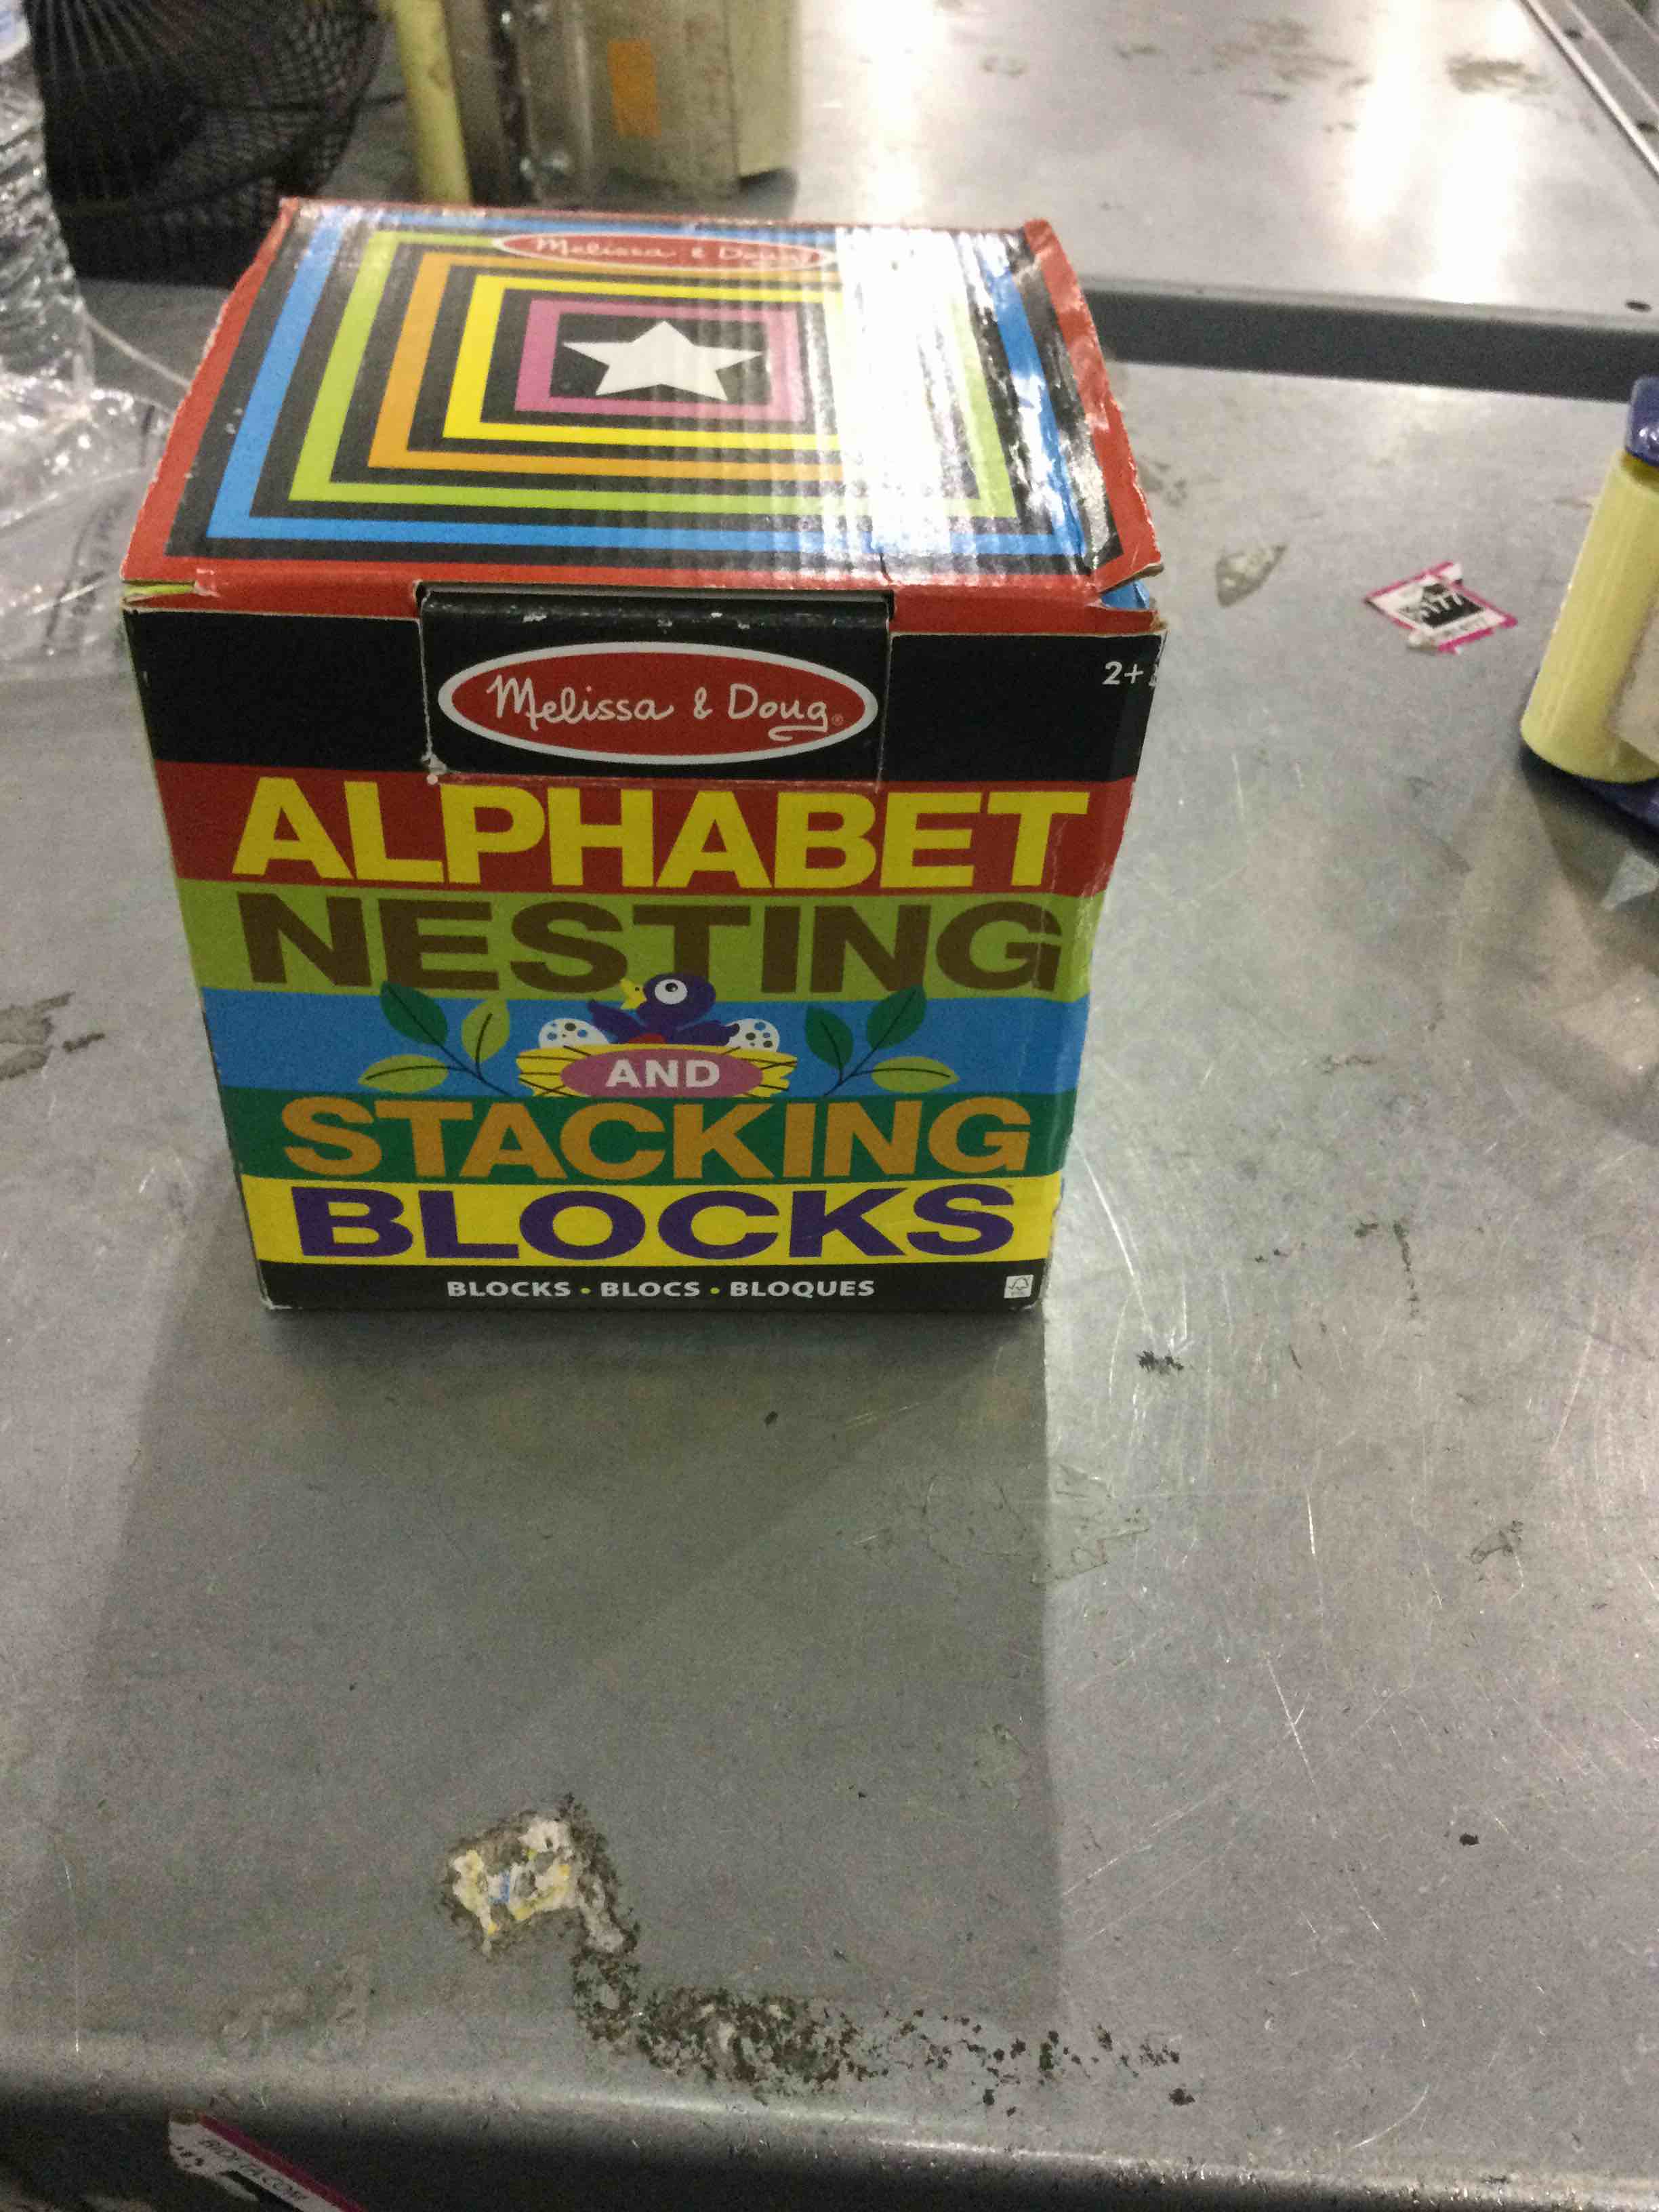 Melissa & Doug
Melissa & Doug®
2+
ALPHABET
NESTING
AND
STACKING
BLOCKS
BLOCKS • BLOCS • BLOQUES